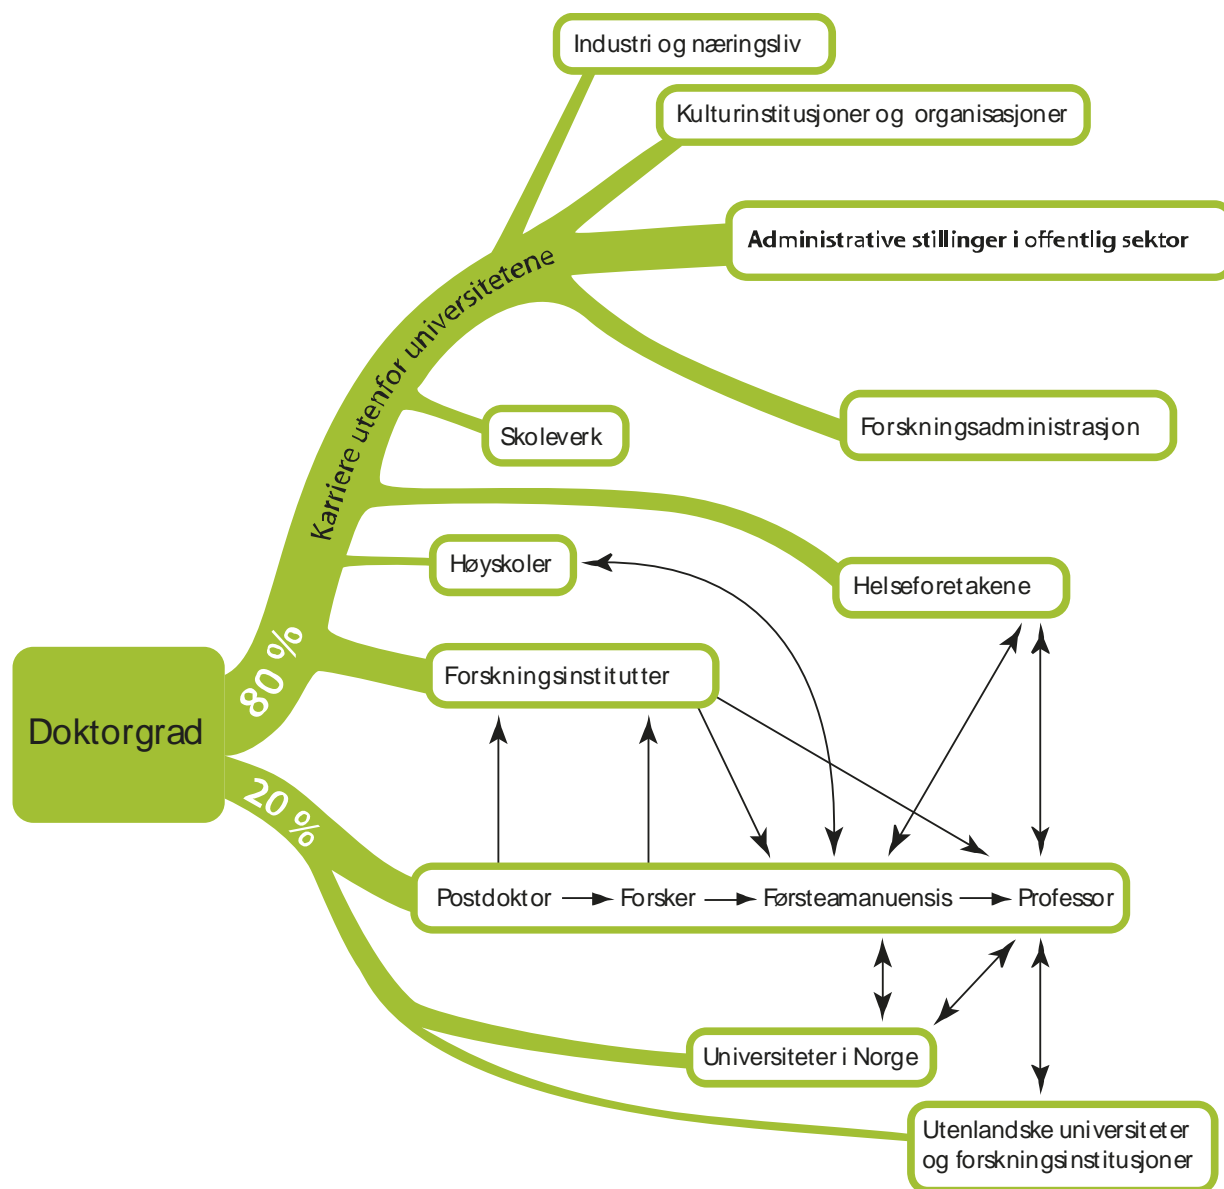 Industri og næringsliv
Kulturinstitusjoner og organisasjoner
Administrative stillinger i offentlig sektor
Karriere utenfor universitetene
Forskningsadministrasjon
Skoleverk
Høyskoler
Helseforetakene
80 %
Forskningsinstitutter
Doktorgrad
20 %
Postdoktor
Forsker
Førsteamanuensis
Professor
Universiteter i Norge
Utenlandske universiteter
og forskningsinstitusjoner